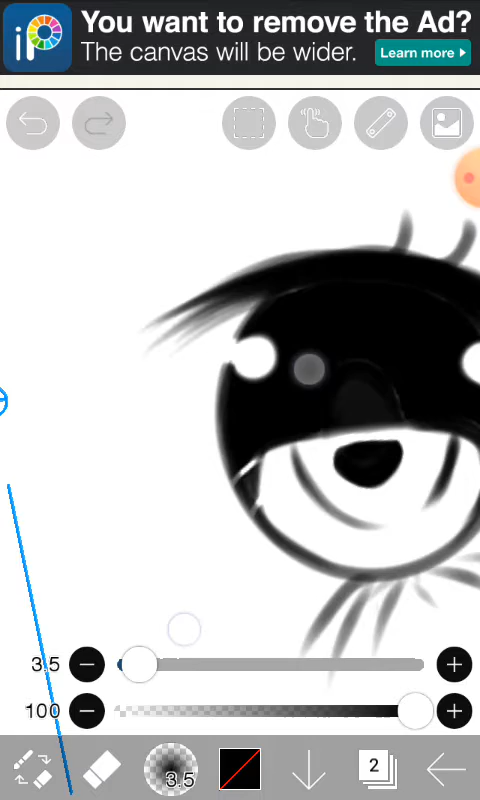 iP
You want to remove the Ad?
The canvas will be wider.
Learn more
3.5
100
3.5
2